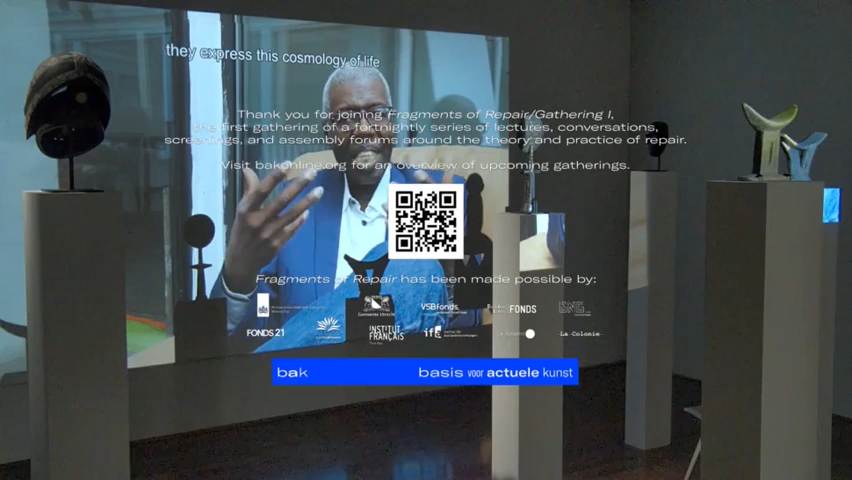 they express this cosmology of life
Thank you for joining Fragments of Repair/Gathering I,
the first gathering of a fortnightly series of lectures, conversations,
screenings, and assembly forums around the theory and practice of repair.
Visit bakonline.org for an overview of upcoming gatherings.
Fragments of Repair has been made possible by:
Gemeente Utrecht
VSBfonds
FONDS
FONDS 21
INSTITUT
FRANÇAIS
ifa
La Colonie
bak
basis voor actuele kunst